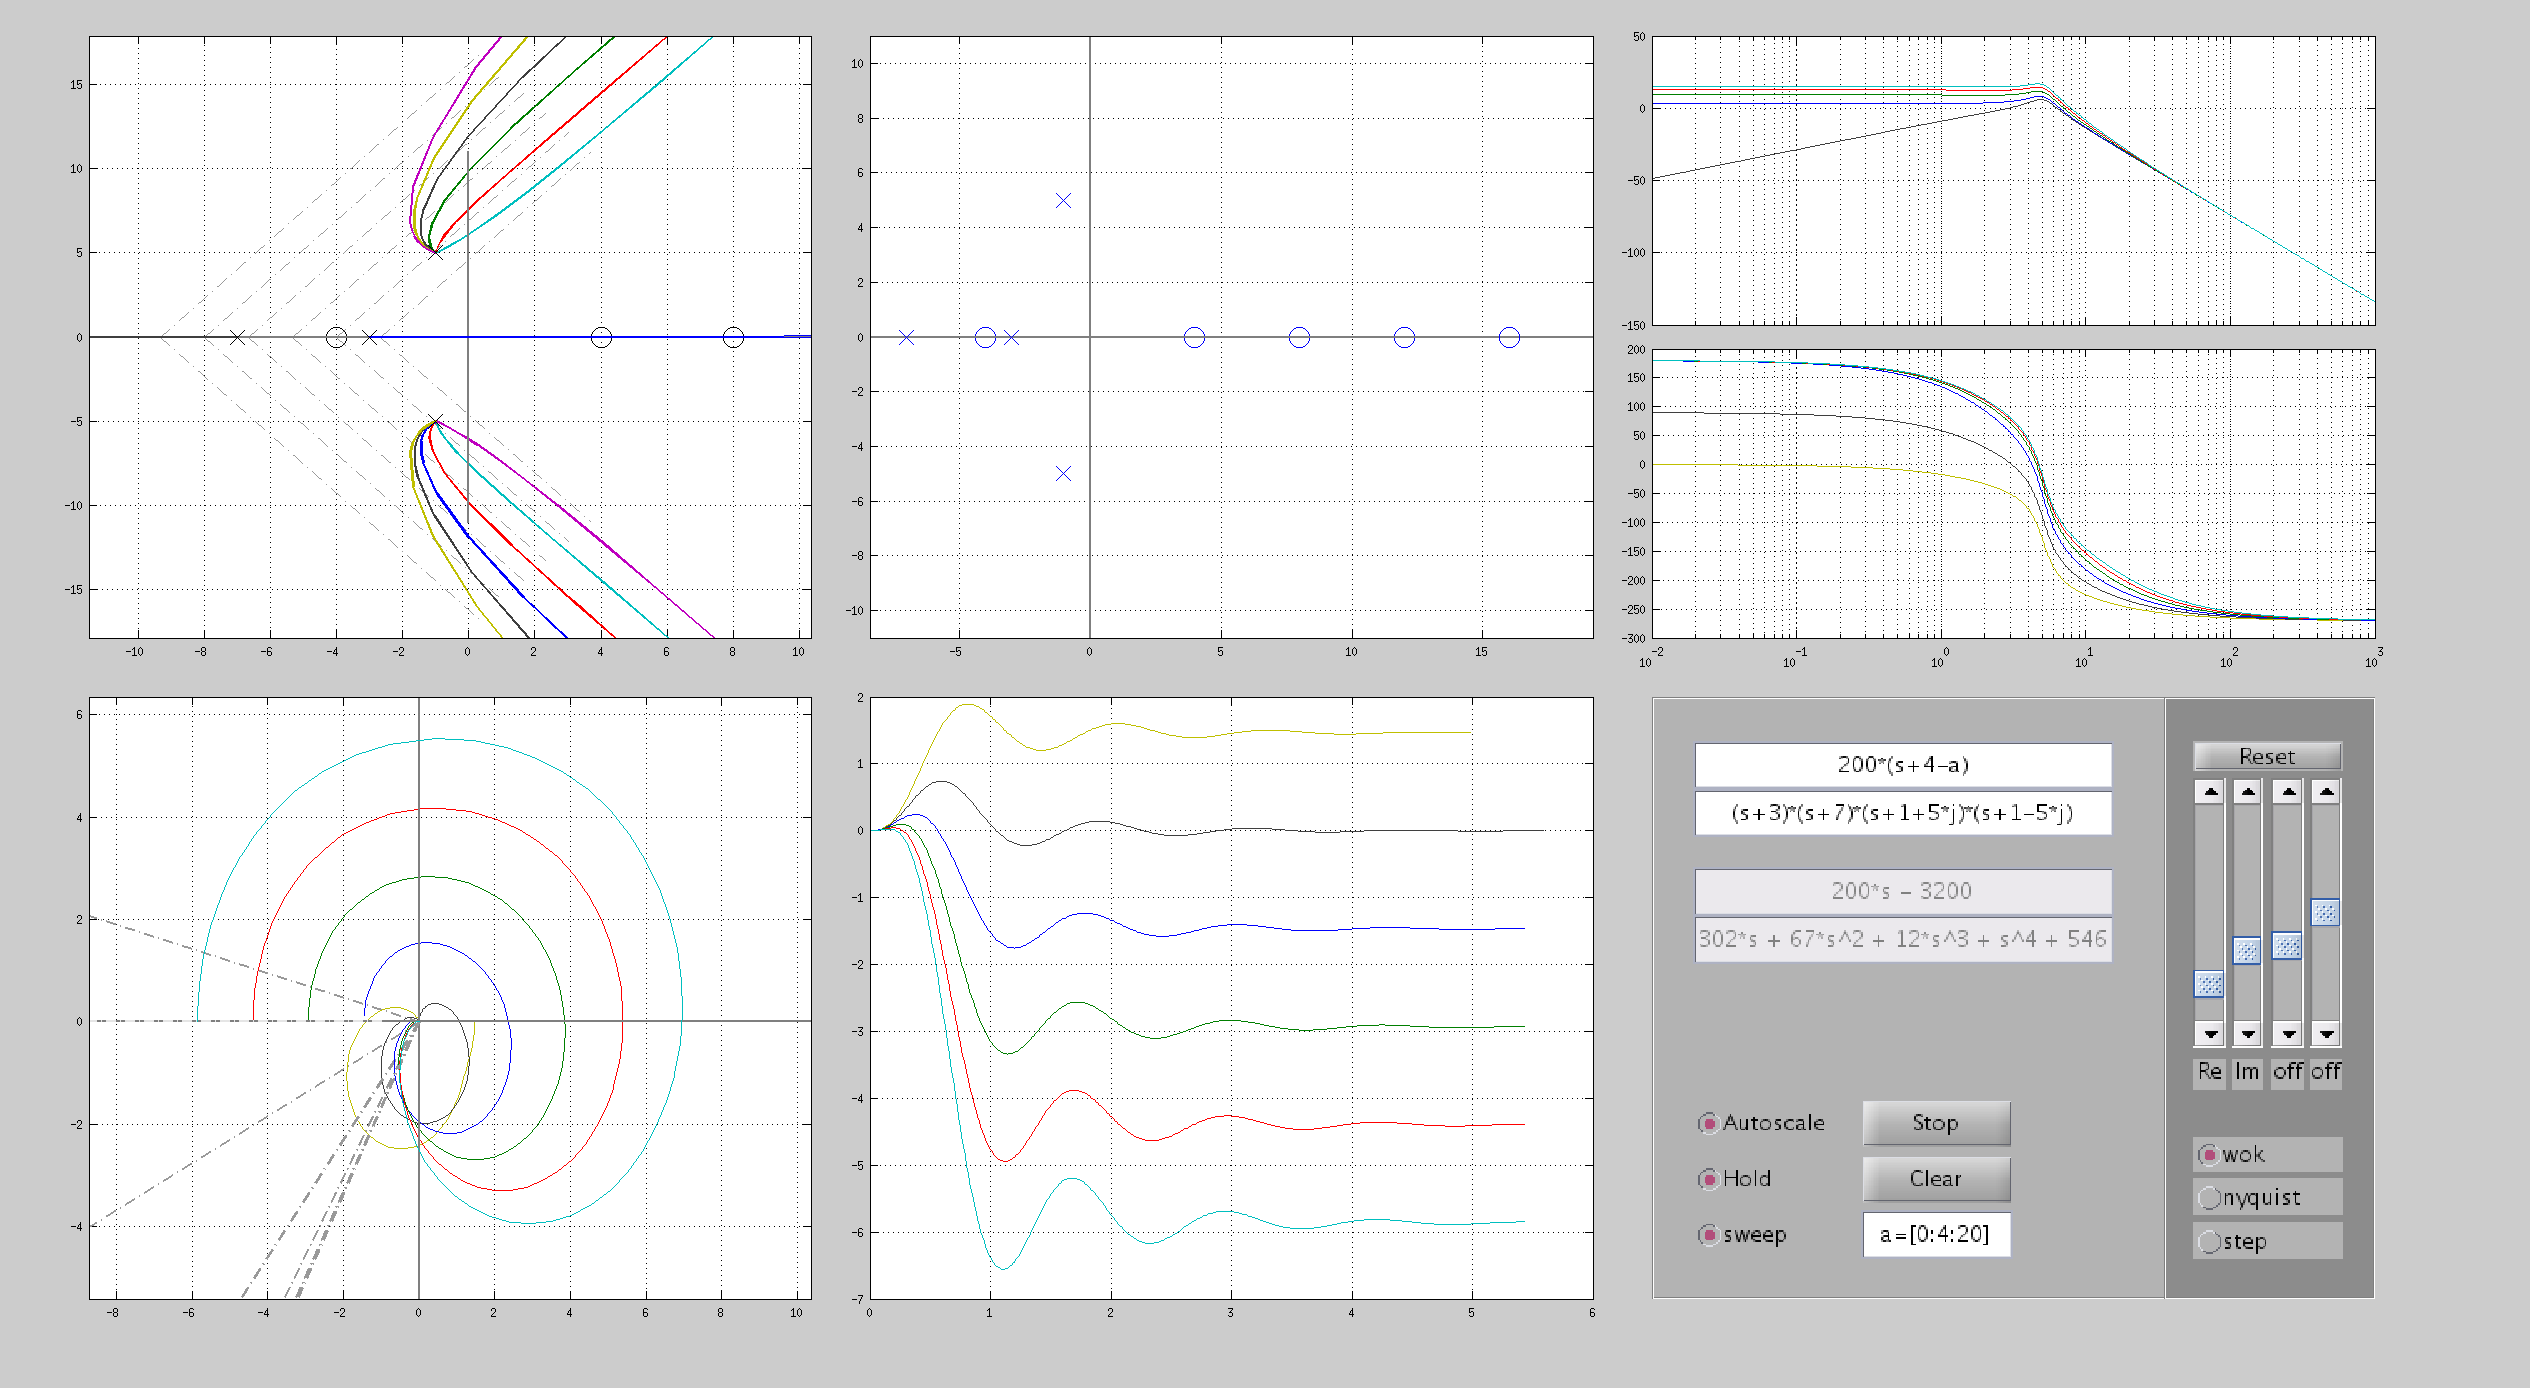 15
10
5
0
-5
-10
-15
-10 -8 -6 -4 -2 0 2 4 6 8 10
10
8
6
4
2
0
-2
-4
-6
-8
-10
-5 0 5 10 15
50
0
-50
-100
-150
200
150
100
50
0
-50
-100
-150
-200
-250
-300
10^-2 10^-1 10^0 10^1 10^2 10^3
6
4
2
0
-2
-4
-8 -6 -4 -2 0 2 4 6 8 10
2
1
0
-1
-2
-3
-4
-5
-6
-7
0 1 2 3 4 5 6
200*(s+4-a)
(s+3)*(s+7)*(s+1+5*j)*(s+1-5*j)
200*s - 3200
302*s + 67*s^2 + 12*s^3 + s^4 + 546
Autoscale Stop
Hold Clear
sweep a=[0:4:20]
Reset
Re Im off off
wok
nyquist
step